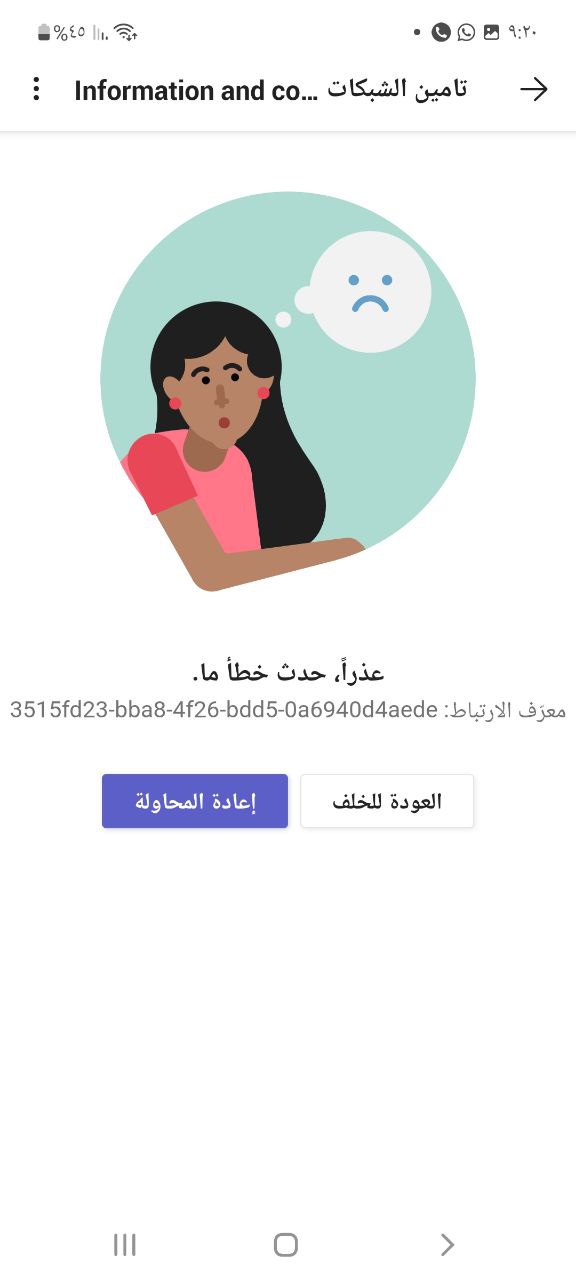 ٩:٢٠ ٤٥%
تامين الشبكات Information and co...
عذراً، حدث خطأ ما.
معرّف الارتباط: 3515fd23-bba8-4f26-bdd5-0a6940d4aede
العودة للخلف
إعادة المحاولة